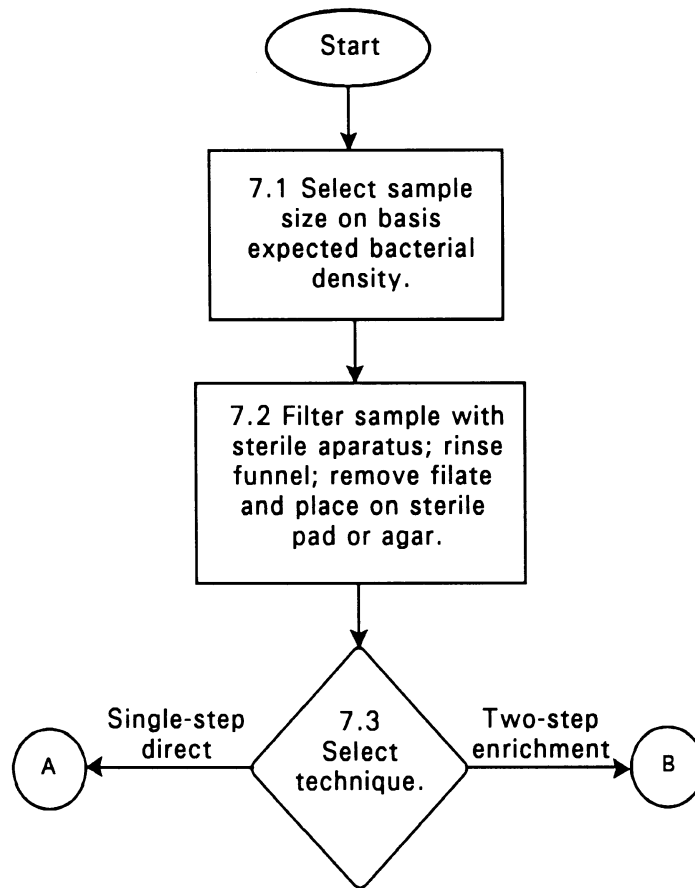 Start
7.1 Select sample
size on basis
expected bacterial
density.
7.2 Filter sample with
sterile aparatus; rinse
funnel; remove filate
and place on sterile
pad or agar.
Single-step
direct
7.3
Select
technique.
Two-step
enrichment
A
B